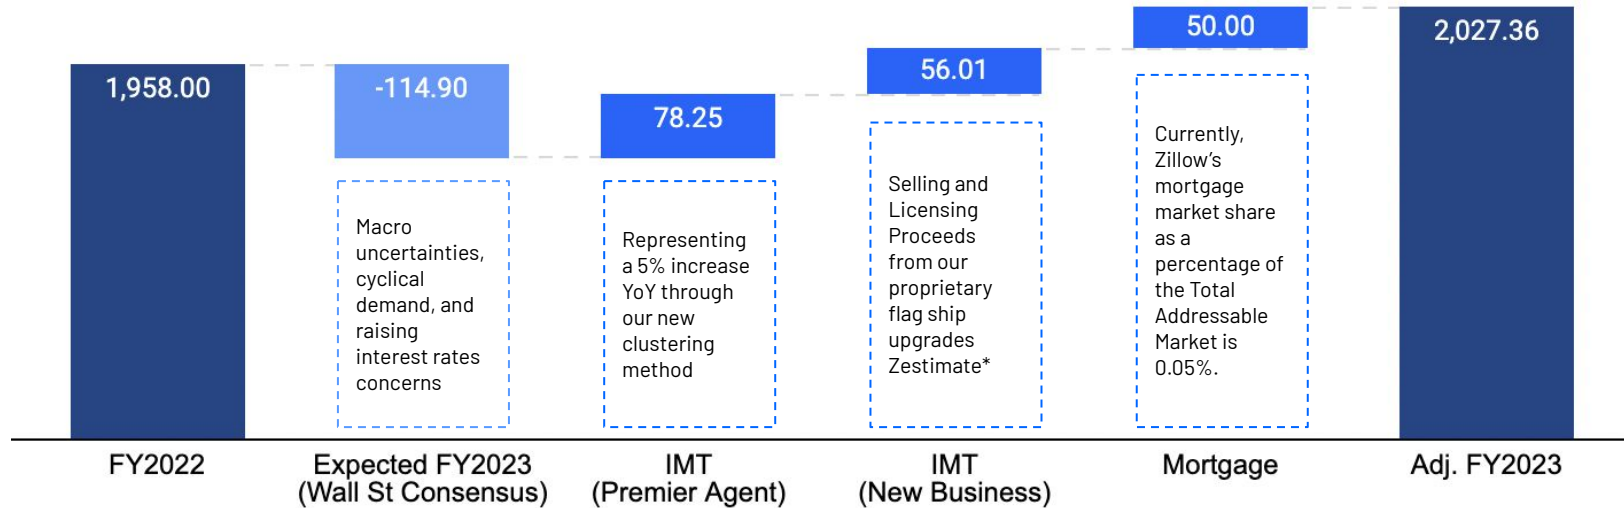 1,958.00
-114.90
78.25
56.01
50.00
2,027.36
Macro
uncertainties,
cyclical
demand, and
raising
interest rates
concerns
Representing
a 5% increase
YoY through
our new
clustering
method
Selling and
Licensing
Proceeds
from our
proprietary
flag ship
upgrades
Zestimate*
Currently,
Zillow's
mortgage
market share
as a
percentage of
the Total
Addressable
Market is
0.05%.
FY2022
Expected FY2023
(Wall St Consensus)
IMT
(Premier Agent)
IMT
(New Business)
Mortgage
Adj. FY2023